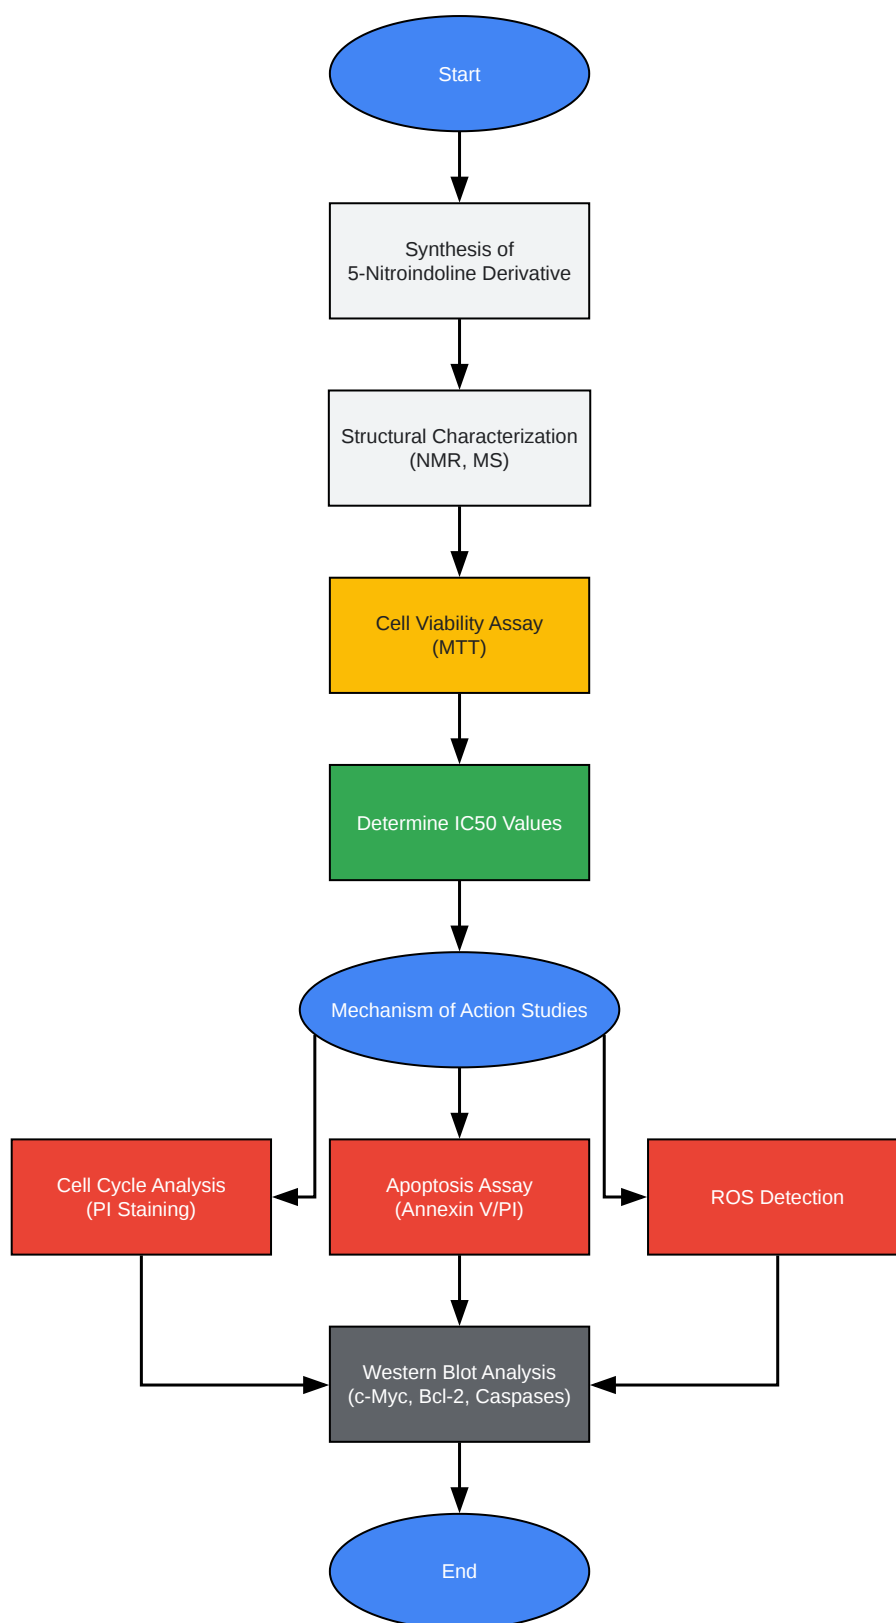 Start
Synthesis of
5-Nitroindoline Derivative
Structural Characterization
(NMR, MS)
Cell Viability Assay
(MTT)
Determine IC50 Values
Mechanism of Action Studies
Cell Cycle Analysis
(PI Staining)
Apoptosis Assay
(Annexin V/PI)
ROS Detection
Western Blot Analysis
(c-Myc, Bcl-2, Caspases)
End